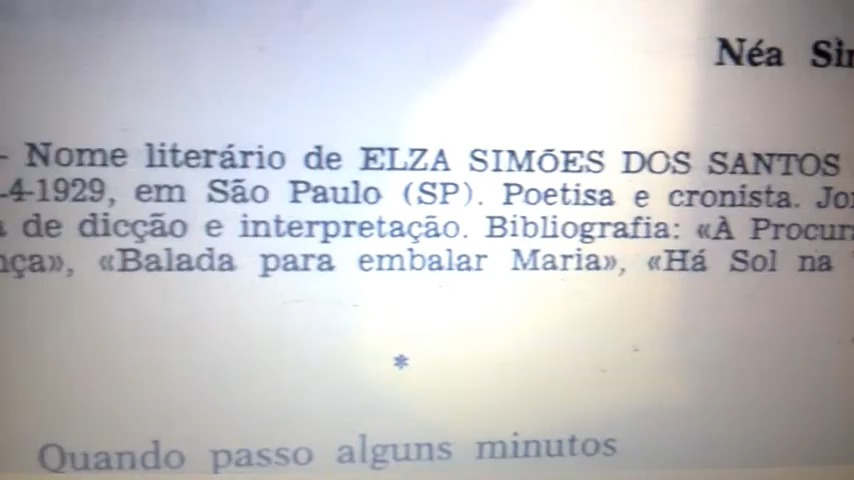 Néa
- Nome literário de ELZA SIMÕES DOS SANTOS
-4-1929, em São Paulo (SP). Poetisa e cronista.
de dicção e interpretação. Bibliografia: «À
«Balada para embalar Maria», «Há Sol na
*
Quando passo alguns minutos